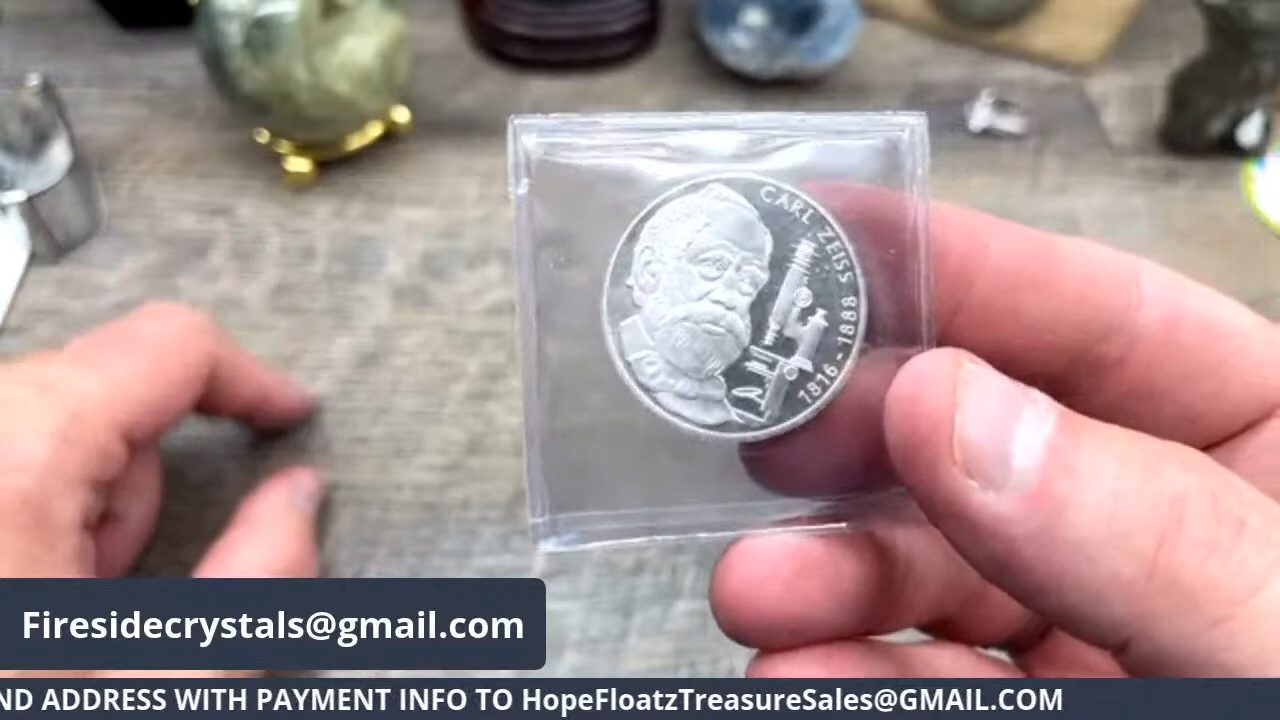 CARL ZEISS 1816-1888
Firesidecrystals@gmail.com
ND ADDRESS WITH PAYMENT INFO TO HopeFloatzTreasureSales@GMAIL.COM